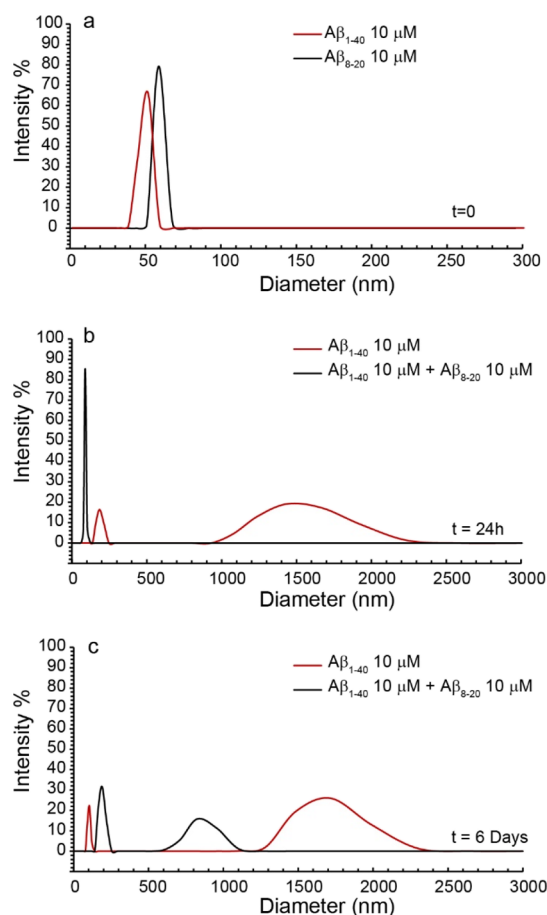 a
Aβ1-40 10 μM
Aβ8-20 10 μM
100
90
80
70
60
50
40
30
20
10
0
Intensity %
t=0
0 50 100 150 200 250 300
Diameter (nm)
b
Aβ1-40 10 μM
Aβ1-40 10 μM + Aβ8-20 10 μM
100
90
80
70
60
50
40
30
20
10
0
Intensity %
t = 24h
0 500 1000 1500 2000 2500 3000
Diameter (nm)
c
Aβ1-40 10 μM
Aβ1-40 10 μM + Aβ8-20 10 μM
100
90
80
70
60
50
40
30
20
10
0
Intensity %
t = 6 Days
0 500 1000 1500 2000 2500 3000
Diameter (nm)